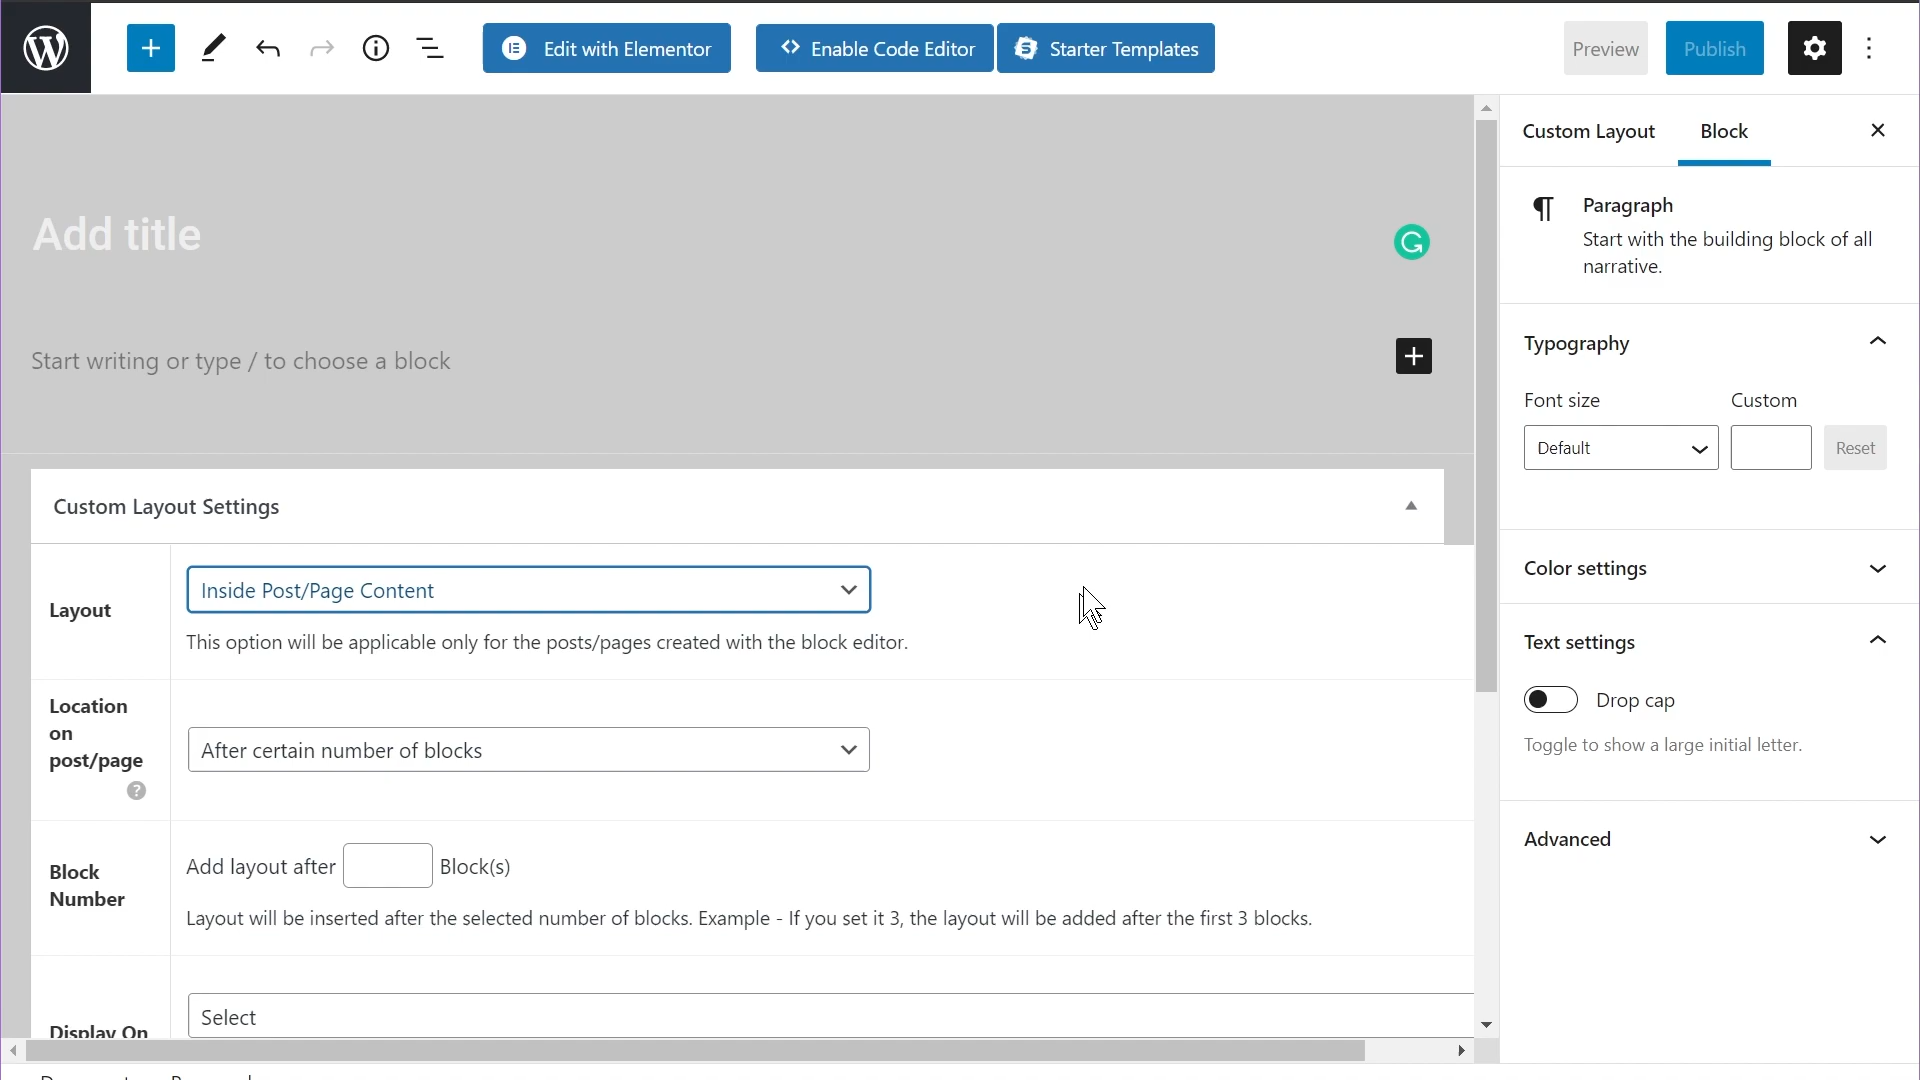 Edit with Elementor
Enable Code Editor
Starter Templates
Preview
Publish
Custom Layout
Block
Paragraph
Start with the building block of all
narrative.
Add title
Start writing or type / to choose a block
Typography
Font size
Custom
Default
Reset
Custom Layout Settings
Color settings
Layout
Inside Post/Page Content
This option will be applicable only for the posts/pages created with the block editor.
Text settings
Drop cap
Toggle to show a large initial letter.
Location
on
post/page
?
After certain number of blocks
Advanced
Block
Number
Add layout after
Block(s)
Layout will be inserted after the selected number of blocks. Example - If you set it 3, the layout will be added after the first 3 blocks.
Display On
Select